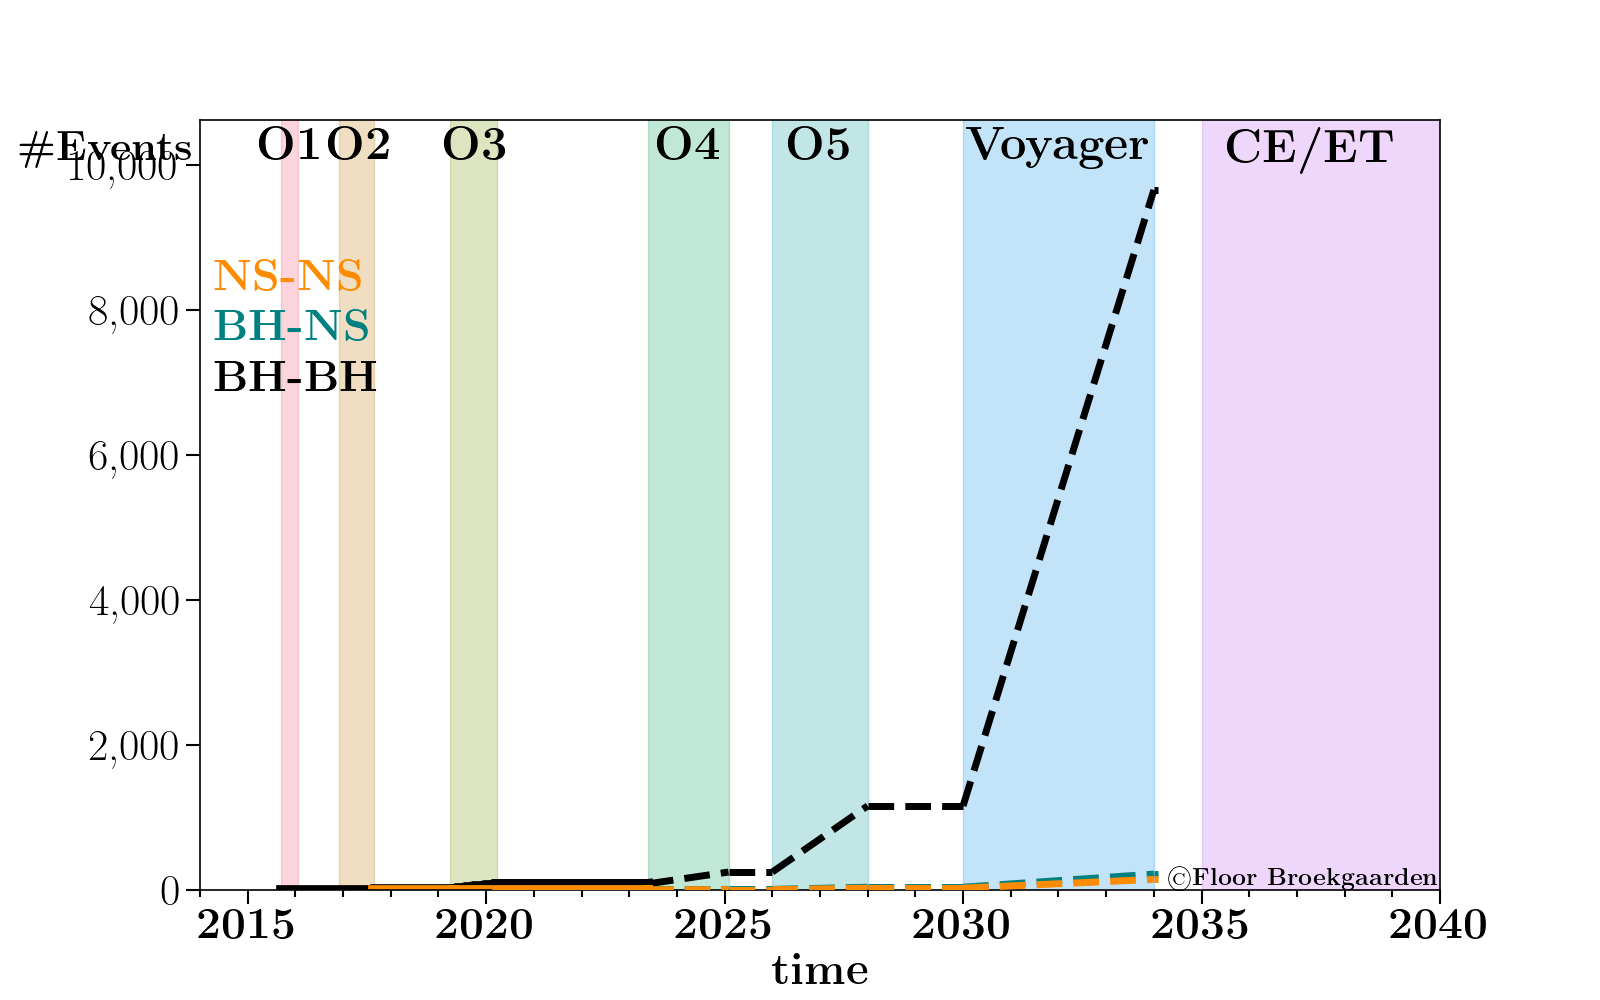 #Events
O1 O2 O3 O4 O5 Voyager CE/ET
10,000
NS-NS
8,000
BH-NS
BH-BH
6,000
4,000
2,000
0
©Floor Broekgaarden
2015 2020 2025 2030 2035 2040
time